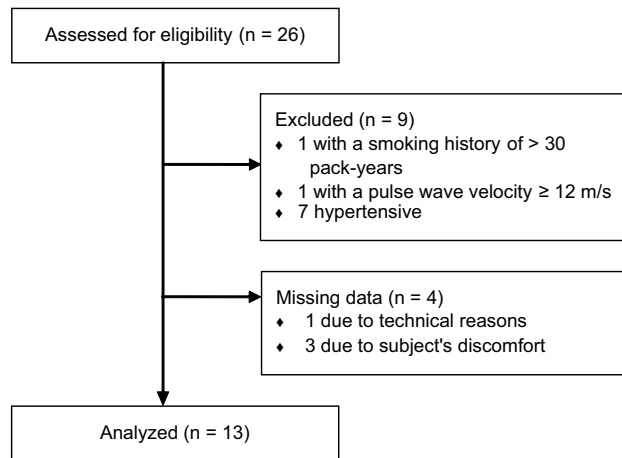 Assessed for eligibility (n = 26)
Excluded (n = 9)
♦ 1 with a smoking history of > 30
pack-years
♦ 1 with a pulse wave velocity ≥ 12 m/s
♦ 7 hypertensive
Missing data (n = 4)
♦ 1 due to technical reasons
♦ 3 due to subject's discomfort
Analyzed (n = 13)